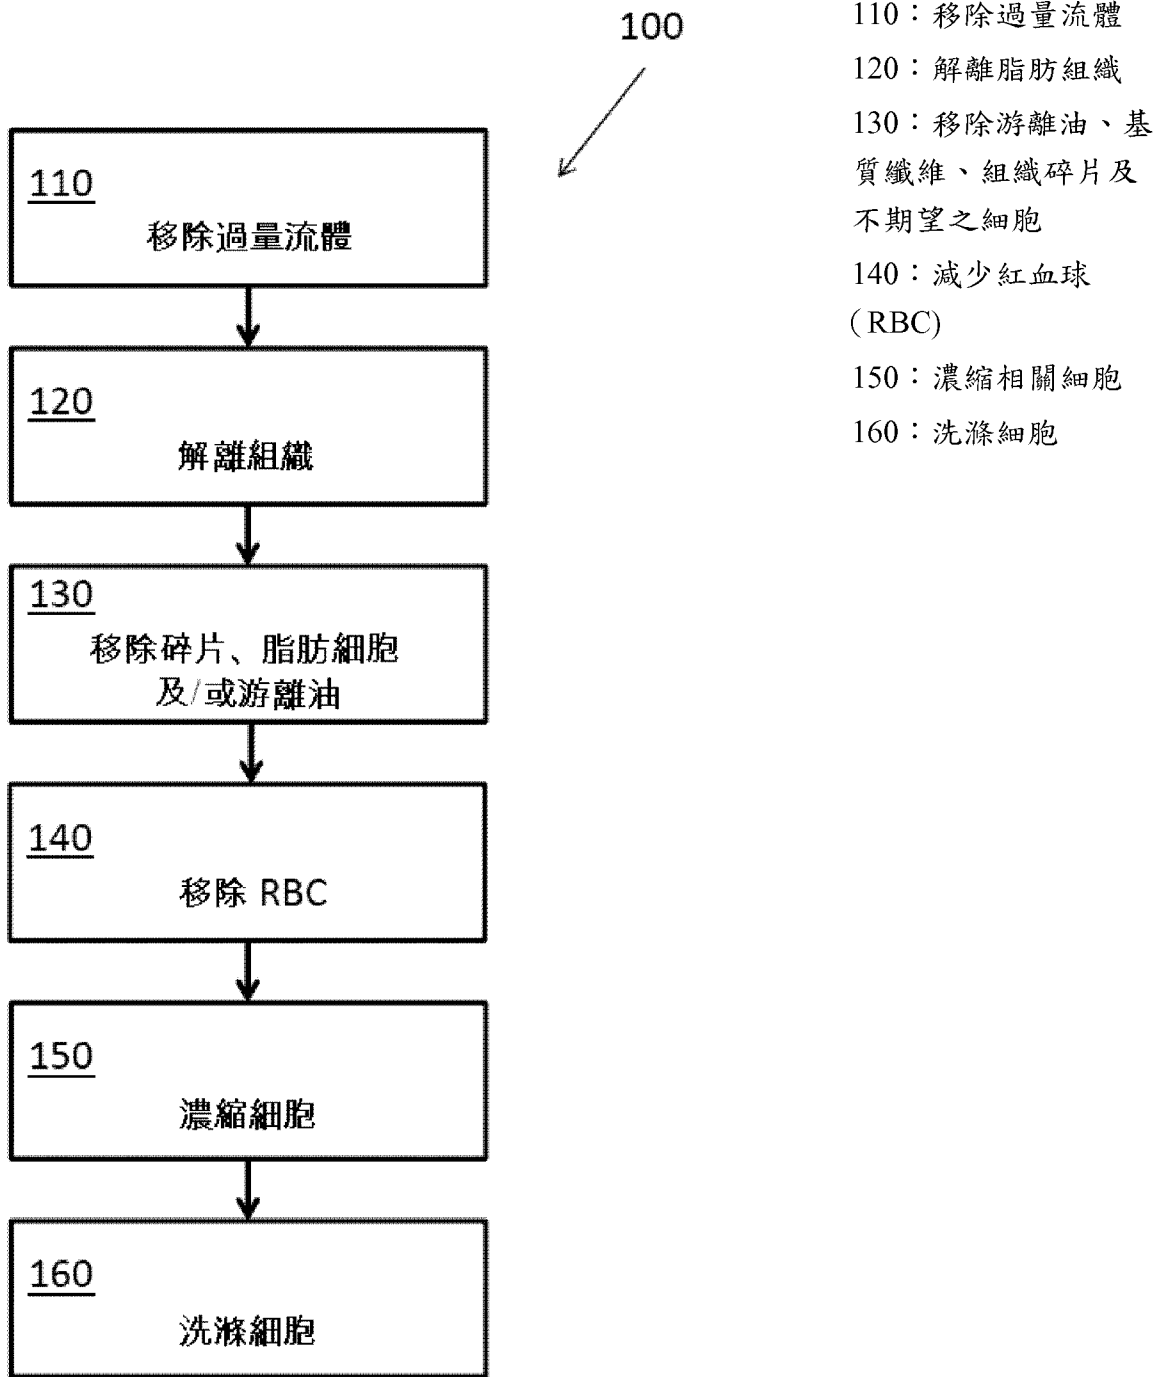 100
110
移除過量流體
120
解離組織
130
移除碎片、脂肪細胞
及/或游離油
140
移除 RBC
150
濃縮細胞
160
洗滌細胞
110：移除過量流體
120：解離脂肪組織
130：移除游離油、基
質纖維、組織碎片及
不期望之細胞
140：減少紅血球
（RBC)
150：濃縮相關細胞
160：洗滌細胞